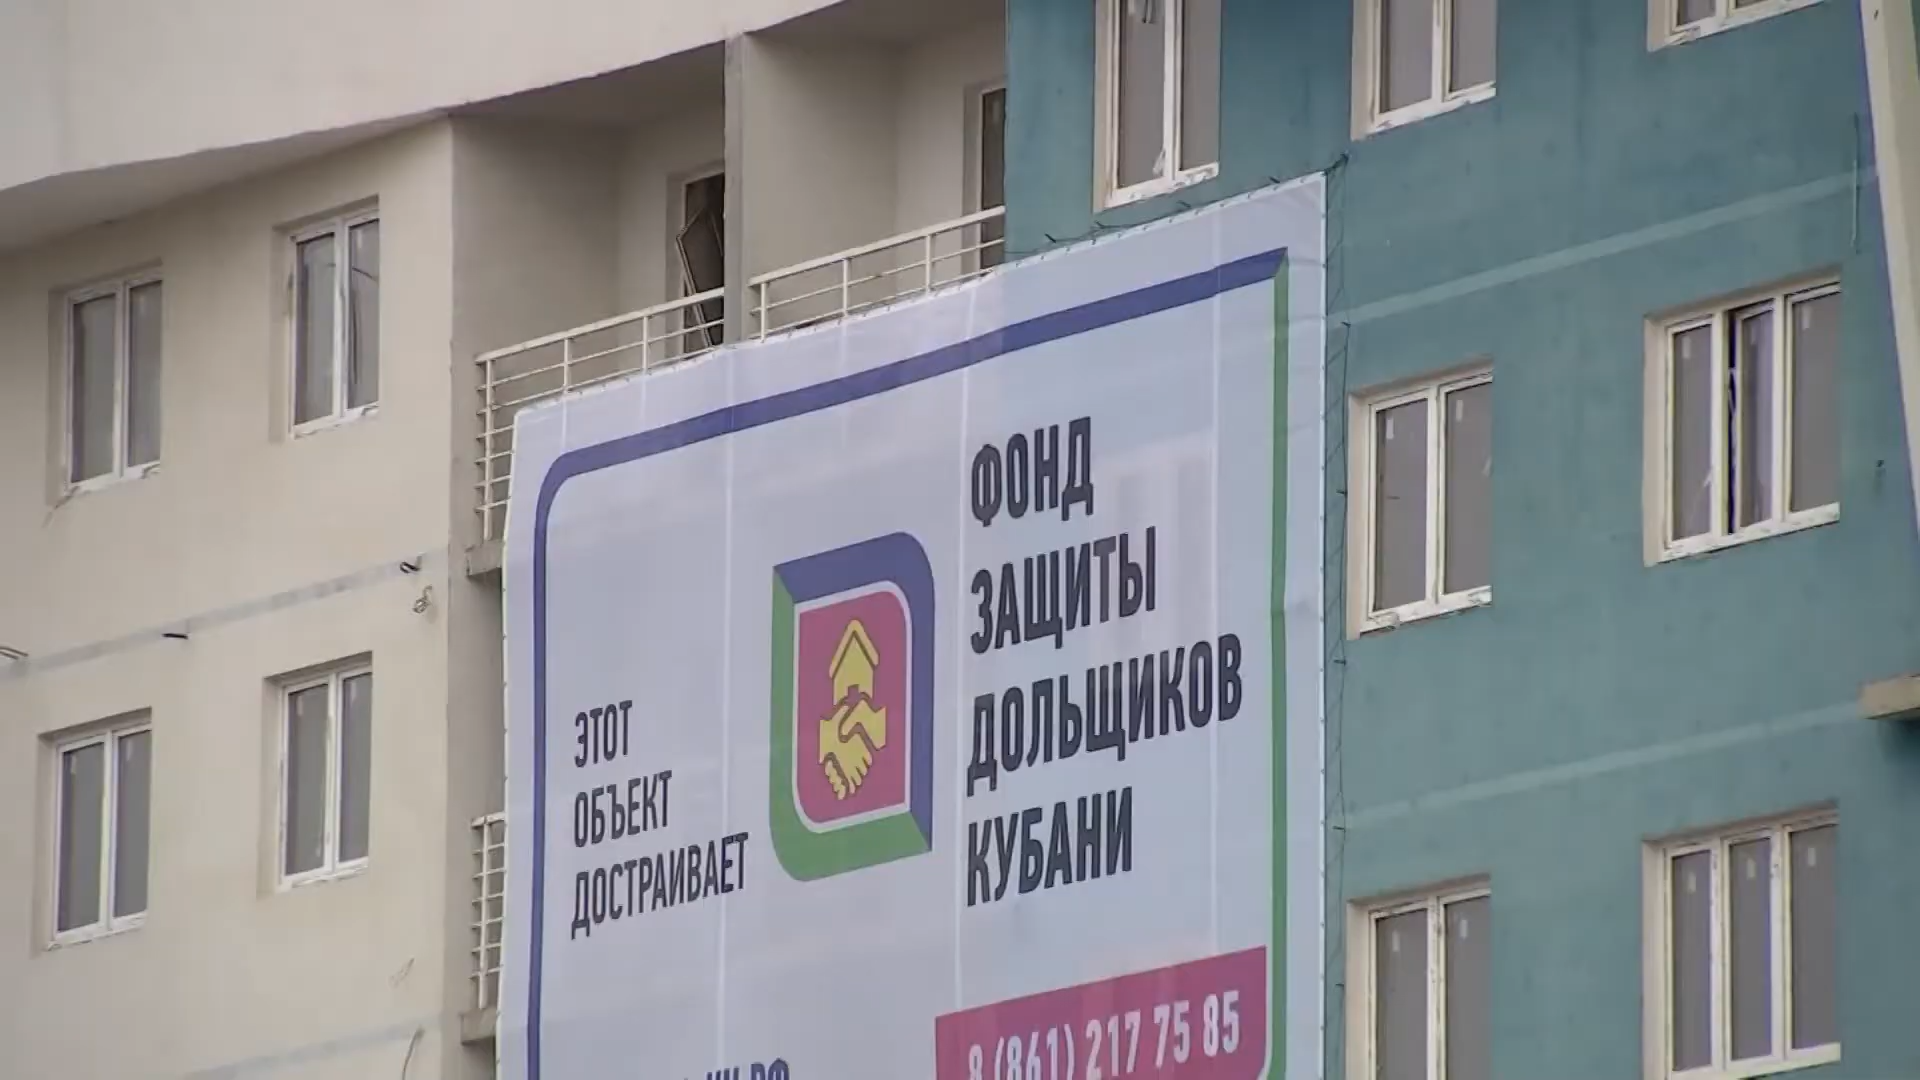 ЭТОТ
ОБЪЕКТ
ДОСТРАИВАЕТ
ФОНД
ЗАЩИТЫ
ДОЛЬЩИКОВ
КУБАНИ
8 (861) 217 75 85